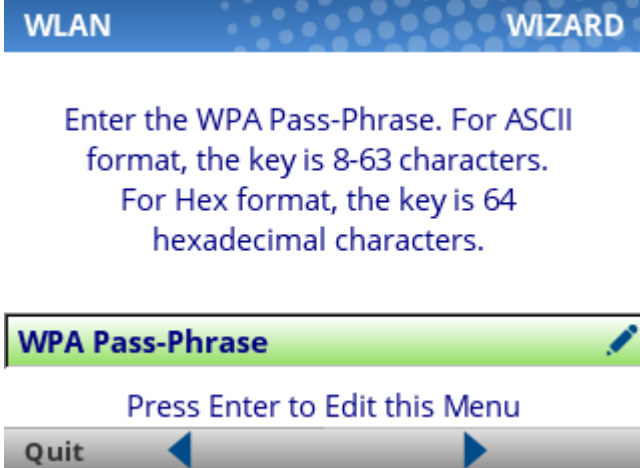 WLAN WIZARD
Enter the WPA Pass-Phrase. For ASCII
format, the key is 8-63 characters.
For Hex format, the key is 64
hexadecimal characters.
WPA Pass-Phrase
Press Enter to Edit this Menu
Quit